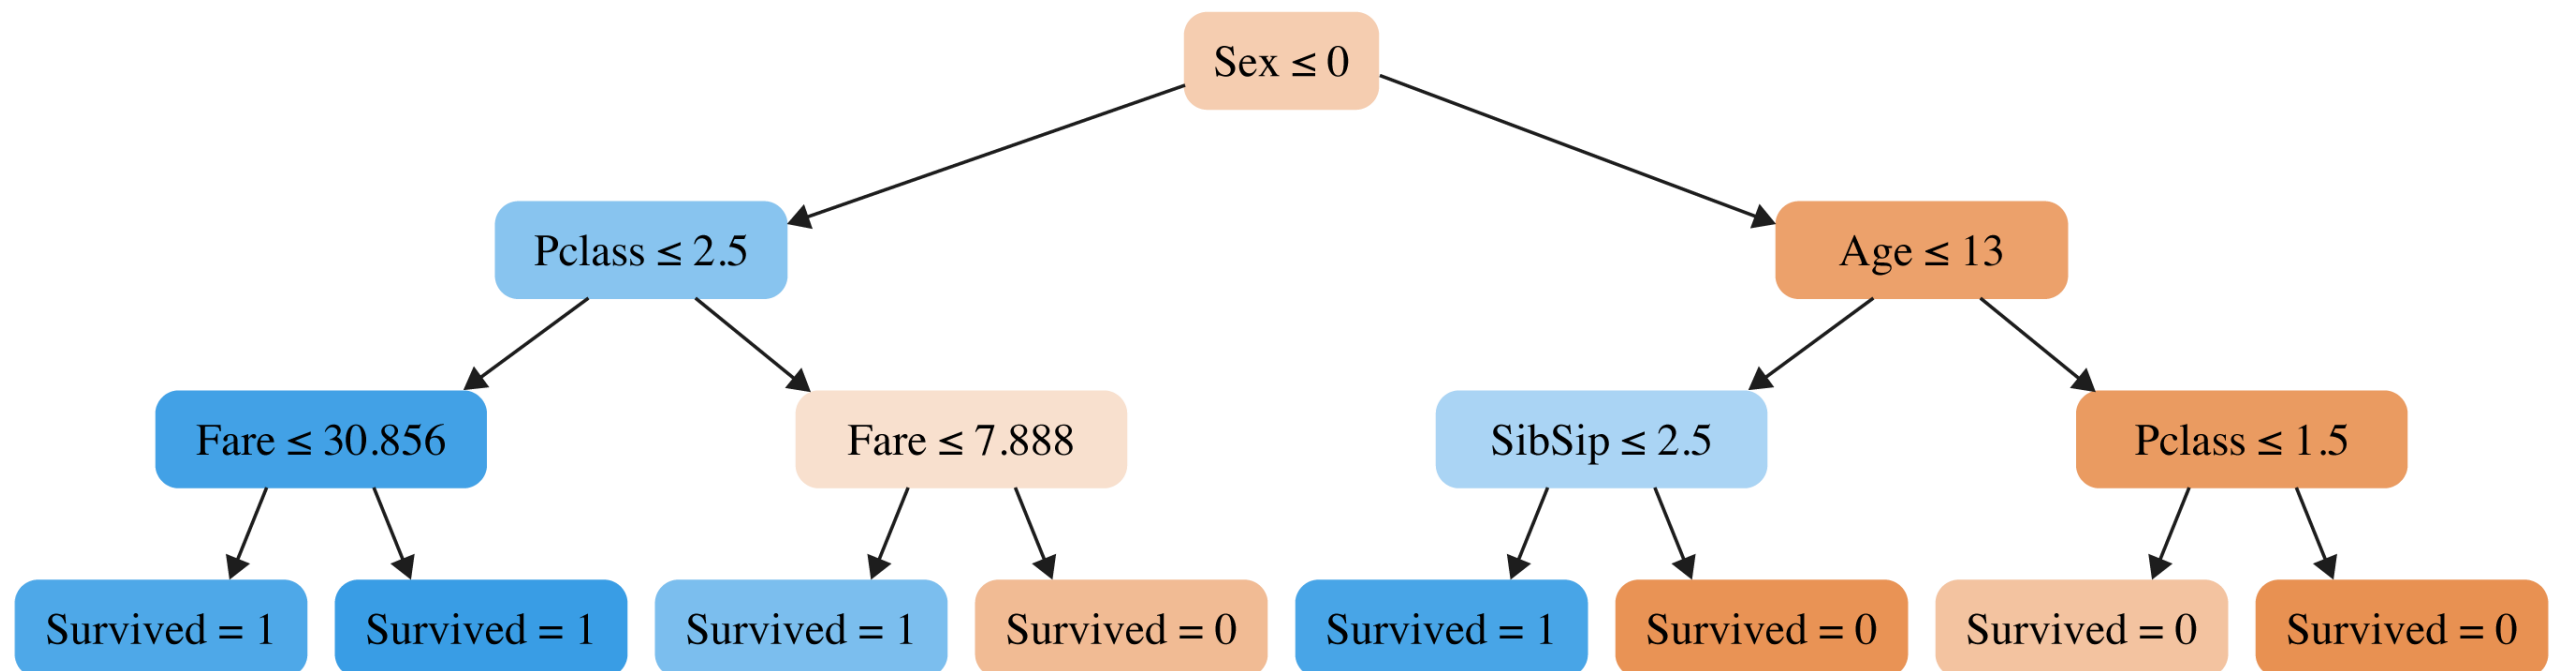 Sex ≤ 0
Pclass ≤ 2.5
Age ≤ 13
Fare ≤ 30.856
Fare ≤ 7.888
SibSip ≤ 2.5
Pclass ≤ 1.5
Survived = 1
Survived = 1
Survived = 1
Survived = 0
Survived = 1
Survived = 0
Survived = 0
Survived = 0